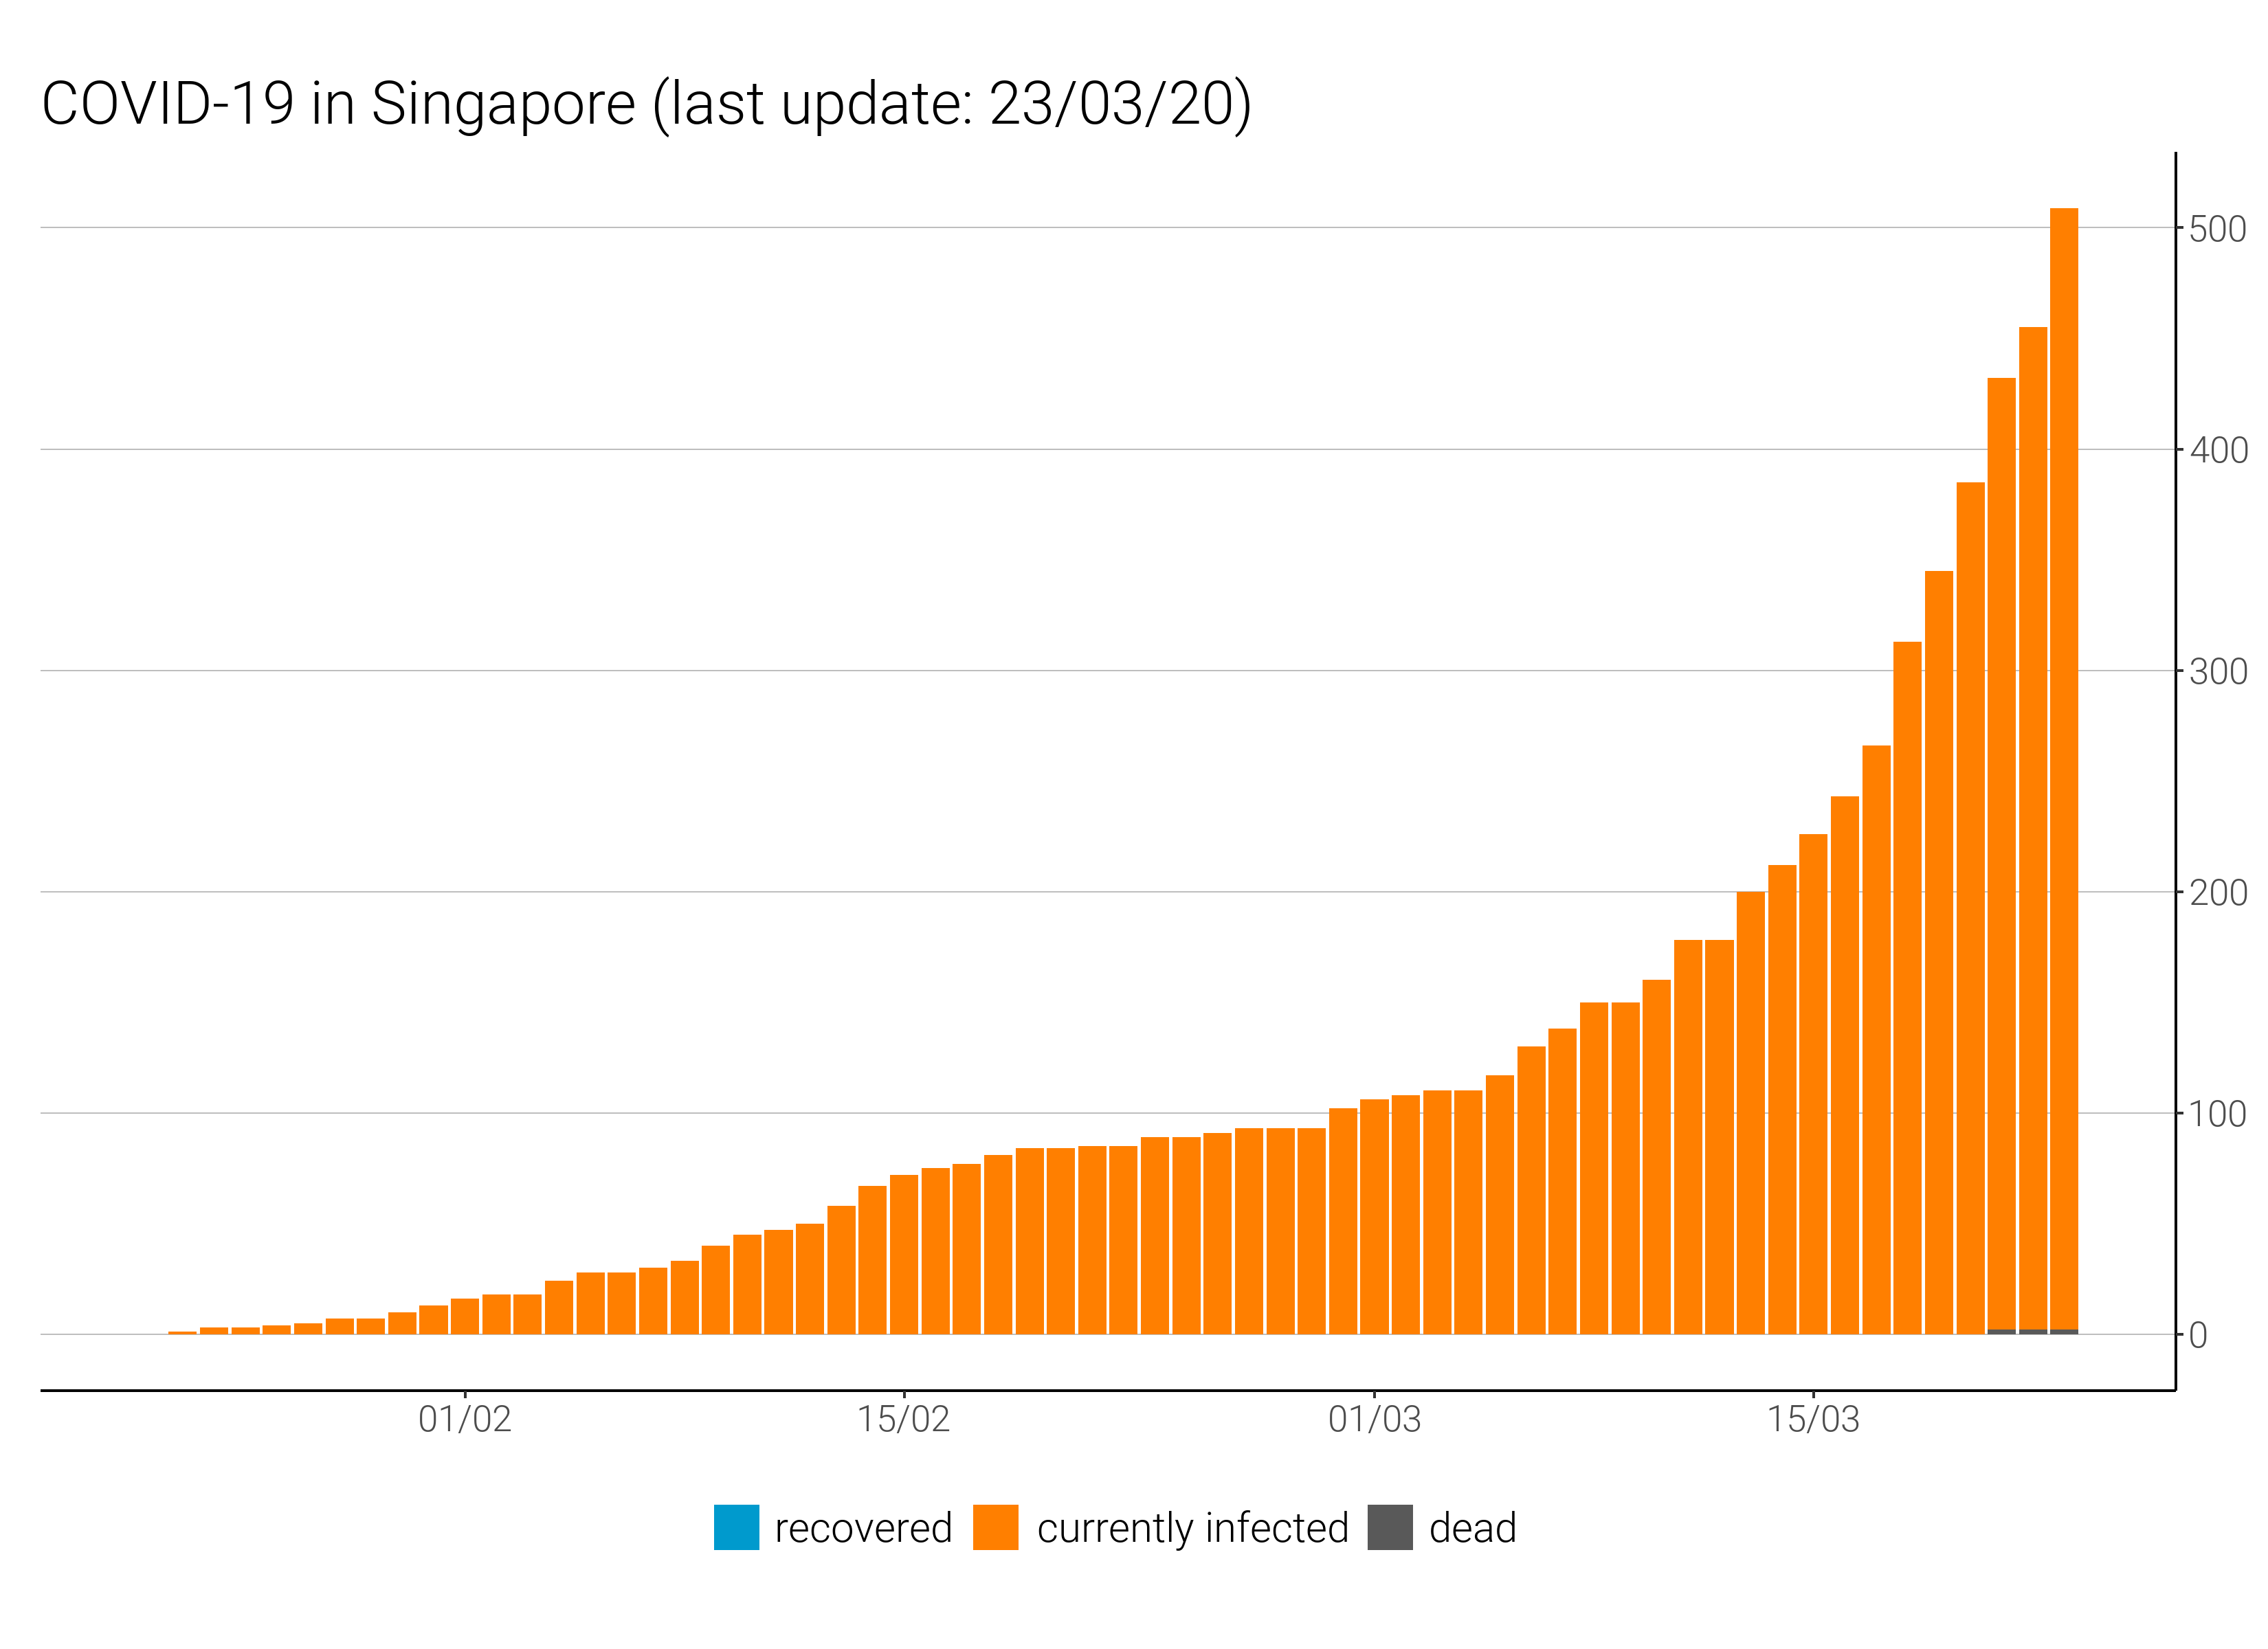 COVID-19 in Singapore (last update: 23/03/20)
500
400
300
200
100
0
01/02 15/02 01/03 15/03
recovered currently infected dead